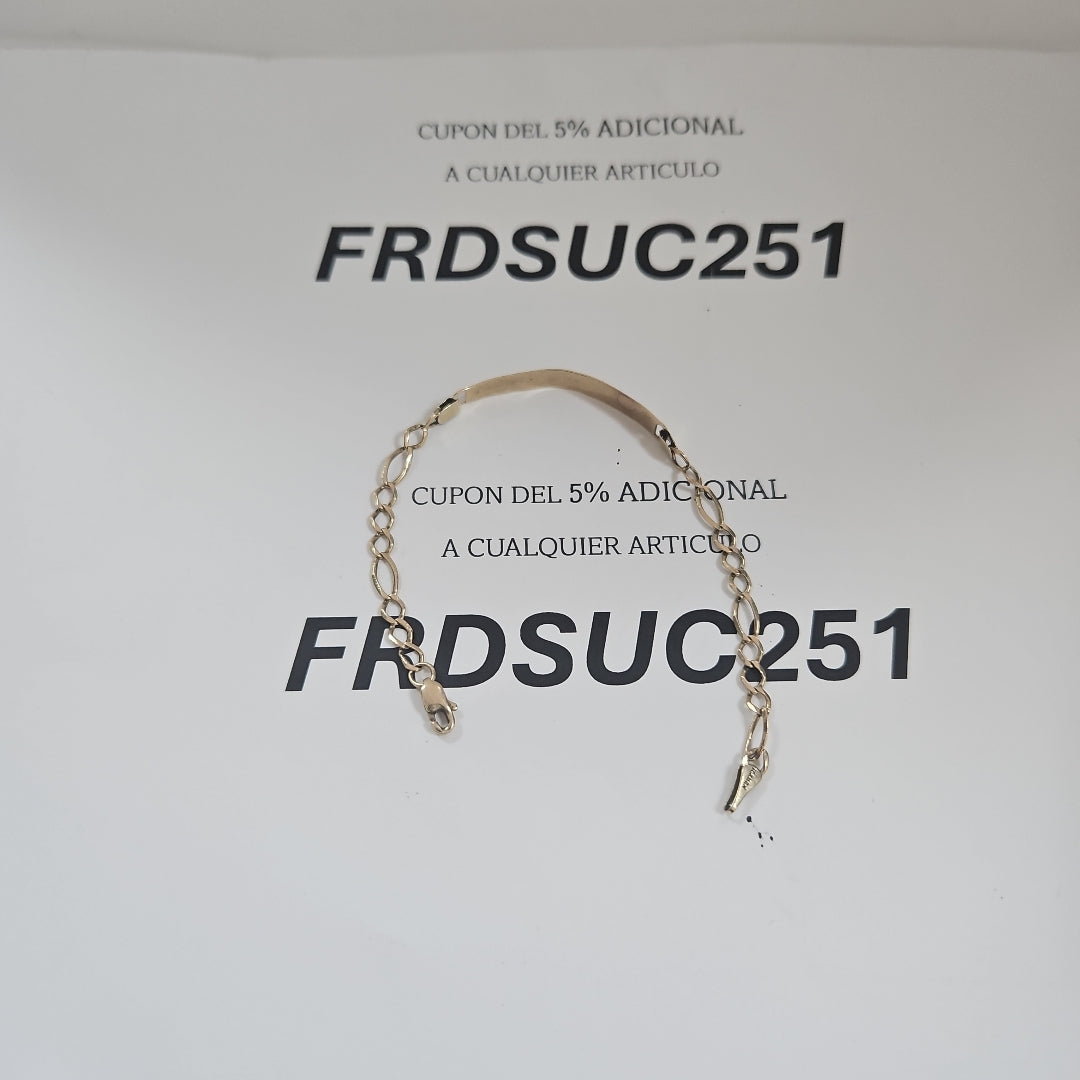 CUPON DEL 5% ADICIONAL
A CUALQUIER ARTICULO
FRDSUC251
CUPON DEL 5% ADICIONAL
A CUALQUIER ARTICULO
FRDSUC251